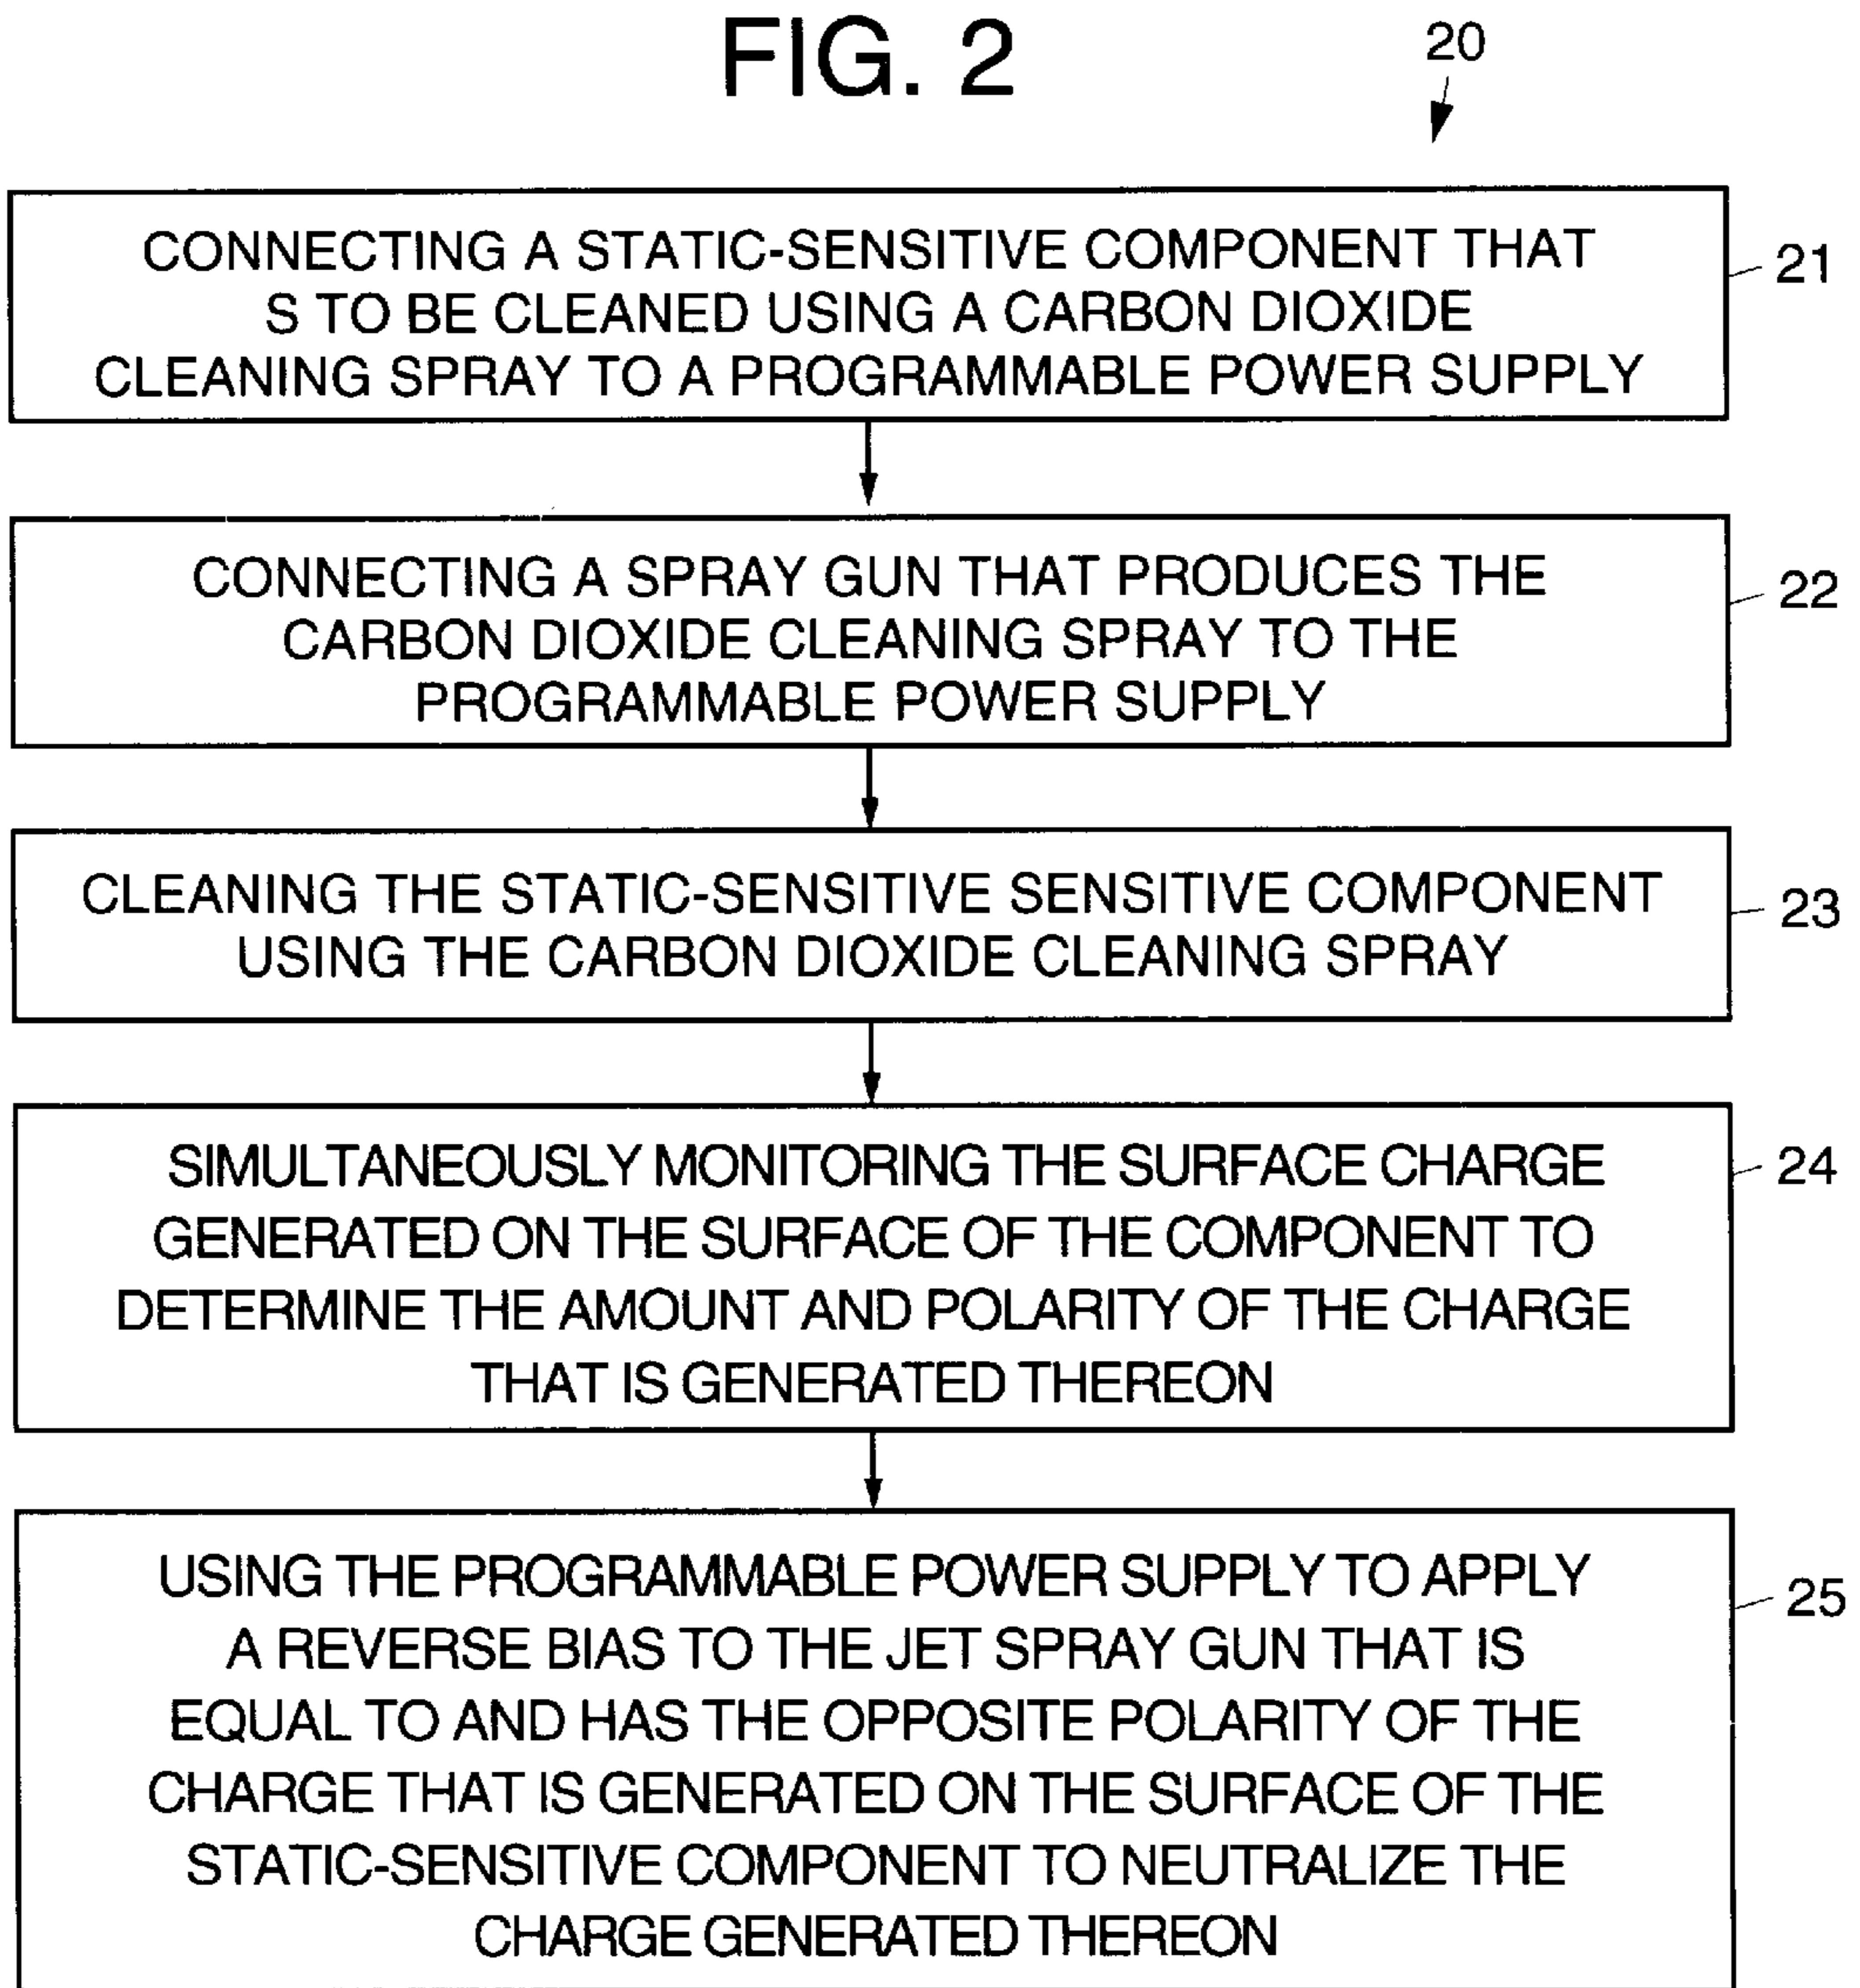 FIG. 2
20
CONNECTING A STATIC-SENSITIVE COMPONENT THAT
S TO BE CLEANED USING A CARBON DIOXIDE
CLEANING SPRAY TO A PROGRAMMABLE POWER SUPPLY
21
CONNECTING A SPRAY GUN THAT PRODUCES THE
CARBON DIOXIDE CLEANING SPRAY TO THE
PROGRAMMABLE POWER SUPPLY
22
CLEANING THE STATIC-SENSITIVE SENSITIVE COMPONENT
USING THE CARBON DIOXIDE CLEANING SPRAY
23
SIMULTANEOUSLY MONITORING THE SURFACE CHARGE
GENERATED ON THE SURFACE OF THE COMPONENT TO
DETERMINE THE AMOUNT AND POLARITY OF THE CHARGE
THAT IS GENERATED THEREON
24
USING THE PROGRAMMABLE POWER SUPPLY TO APPLY
A REVERSE BIAS TO THE JET SPRAY GUN THAT IS
EQUAL TO AND HAS THE OPPOSITE POLARITY OF THE
CHARGE THAT IS GENERATED ON THE SURFACE OF THE
STATIC-SENSITIVE COMPONENT TO NEUTRALIZE THE
CHARGE GENERATED THEREON
25